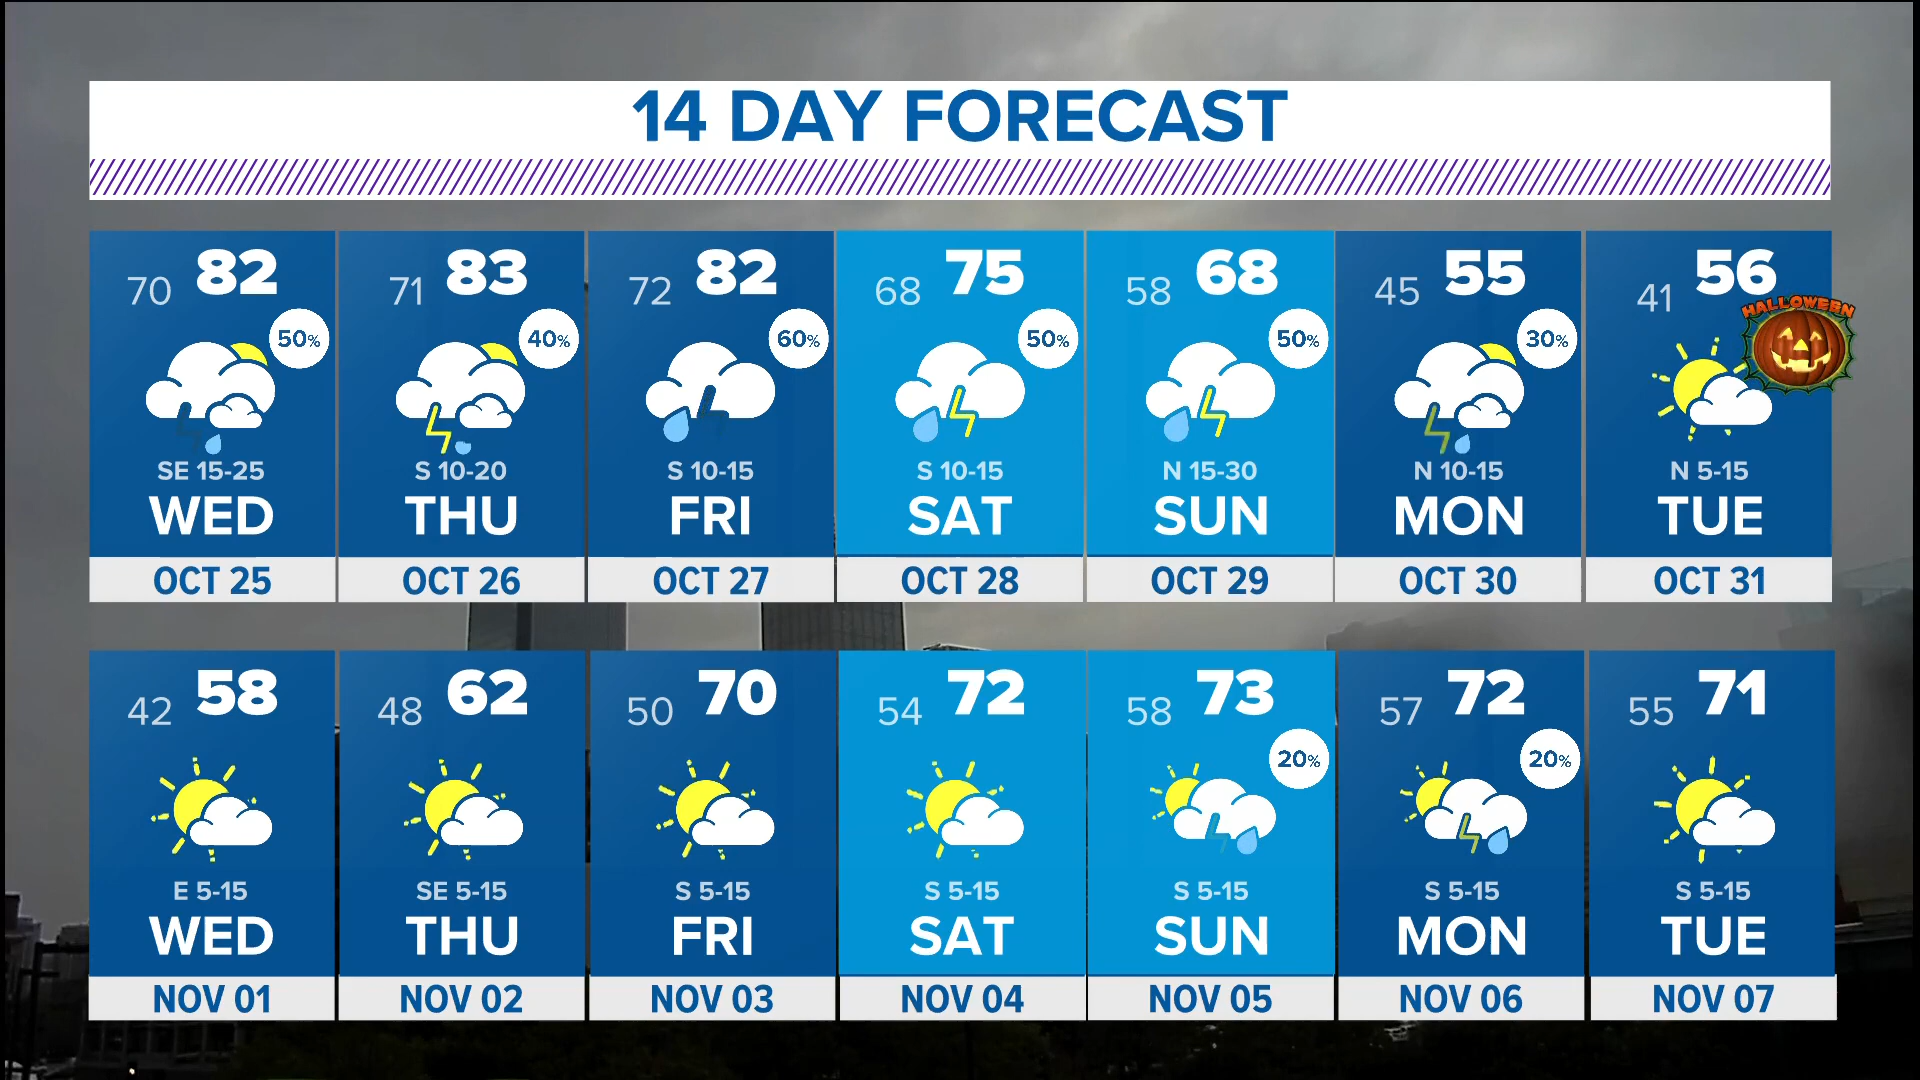 14 DAY FORECAST
70 82
50%
SE 15-25
WED
OCT 25
71 83
40%
S 10-20
THU
OCT 26
72 82
60%
S 10-15
FRI
OCT 27
68 75
50%
S 10-15
SAT
OCT 28
58 68
50%
N 15-30
SUN
OCT 29
45 55
30%
N 10-15
MON
OCT 30
41 56
HALLOWEEN
N 5-15
TUE
OCT 31
42 58
E 5-15
WED
NOV 01
48 62
SE 5-15
THU
NOV 02
50 70
S 5-15
FRI
NOV 03
54 72
S 5-15
SAT
NOV 04
58 73
20%
S 5-15
SUN
NOV 05
57 72
20%
S 5-15
MON
NOV 06
55 71
S 5-15
TUE
NOV 07